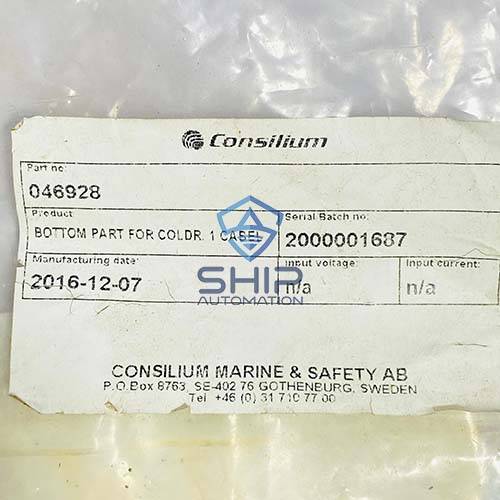 Consilium
Part no:
046928
Product:
BOTTOM PART FOR COLDR. 1 CABEL
Serial Batch no:
2000001687
Manufacturing date:
2016-12-07
Input voltage:
n/a
Input current:
n/a
SHIP
AUTOMATION
CONSILIUM MARINE & SAFETY AB
P.O.Box 8763, SE-402 76 GOTHENBURG, SWEDEN
Tel +46 (0) 31 710 77 00